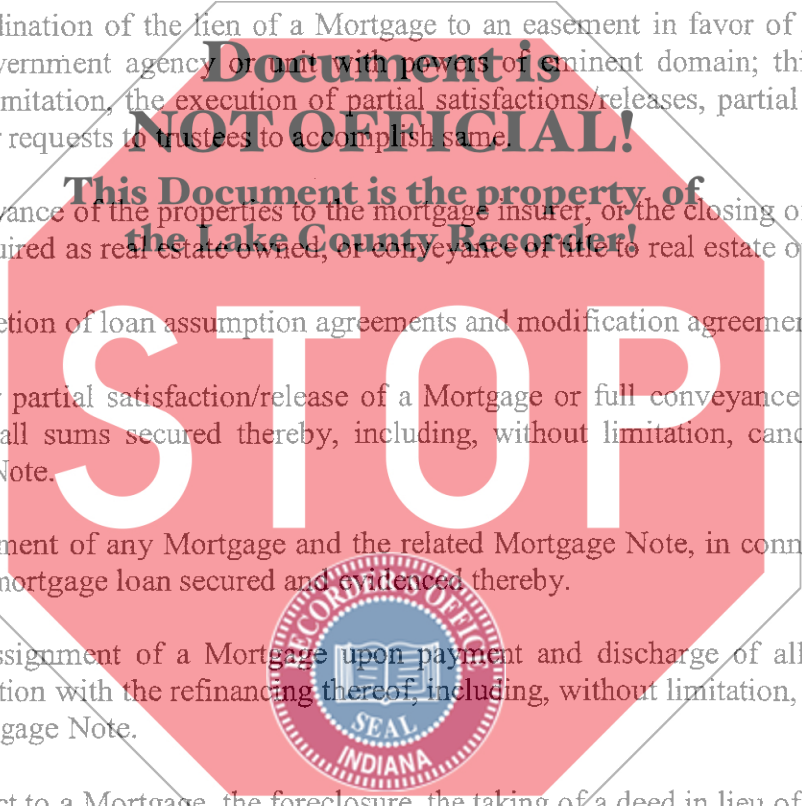 dination of the lien of a Mortgage to an easement in favor of
vernment agency or unit with powers of eminent domain; thi
Document is
mitation, the execution of partial satisfactions/releases, partial
requests to trustees to accomplish same.
NOT OFFICIAL!
This Document is the property of
vance of the properties to the mortgage insurer, or the closing o
the Lake County Recorder!
uired as real estate owned, or conveyance of title to real estate o
etion of loan assumption agreements and modification agreemen
STOP
partial satisfaction/release of a Mortgage or full conveyance
all sums secured thereby, including, without limitation, canc
Note.
ment of any Mortgage and the related Mortgage Note, in conn
mortgage loan secured and evidenced thereby.
RECORDER'S OFFICE
ssignment of a Mortgage upon payment and discharge of all
tion with the refinancing thereof, including, without limitation,
gage Note.
SEAL
INDIANA
ct to a Mortgage, the foreclosure, the taking of a deed in lieu of